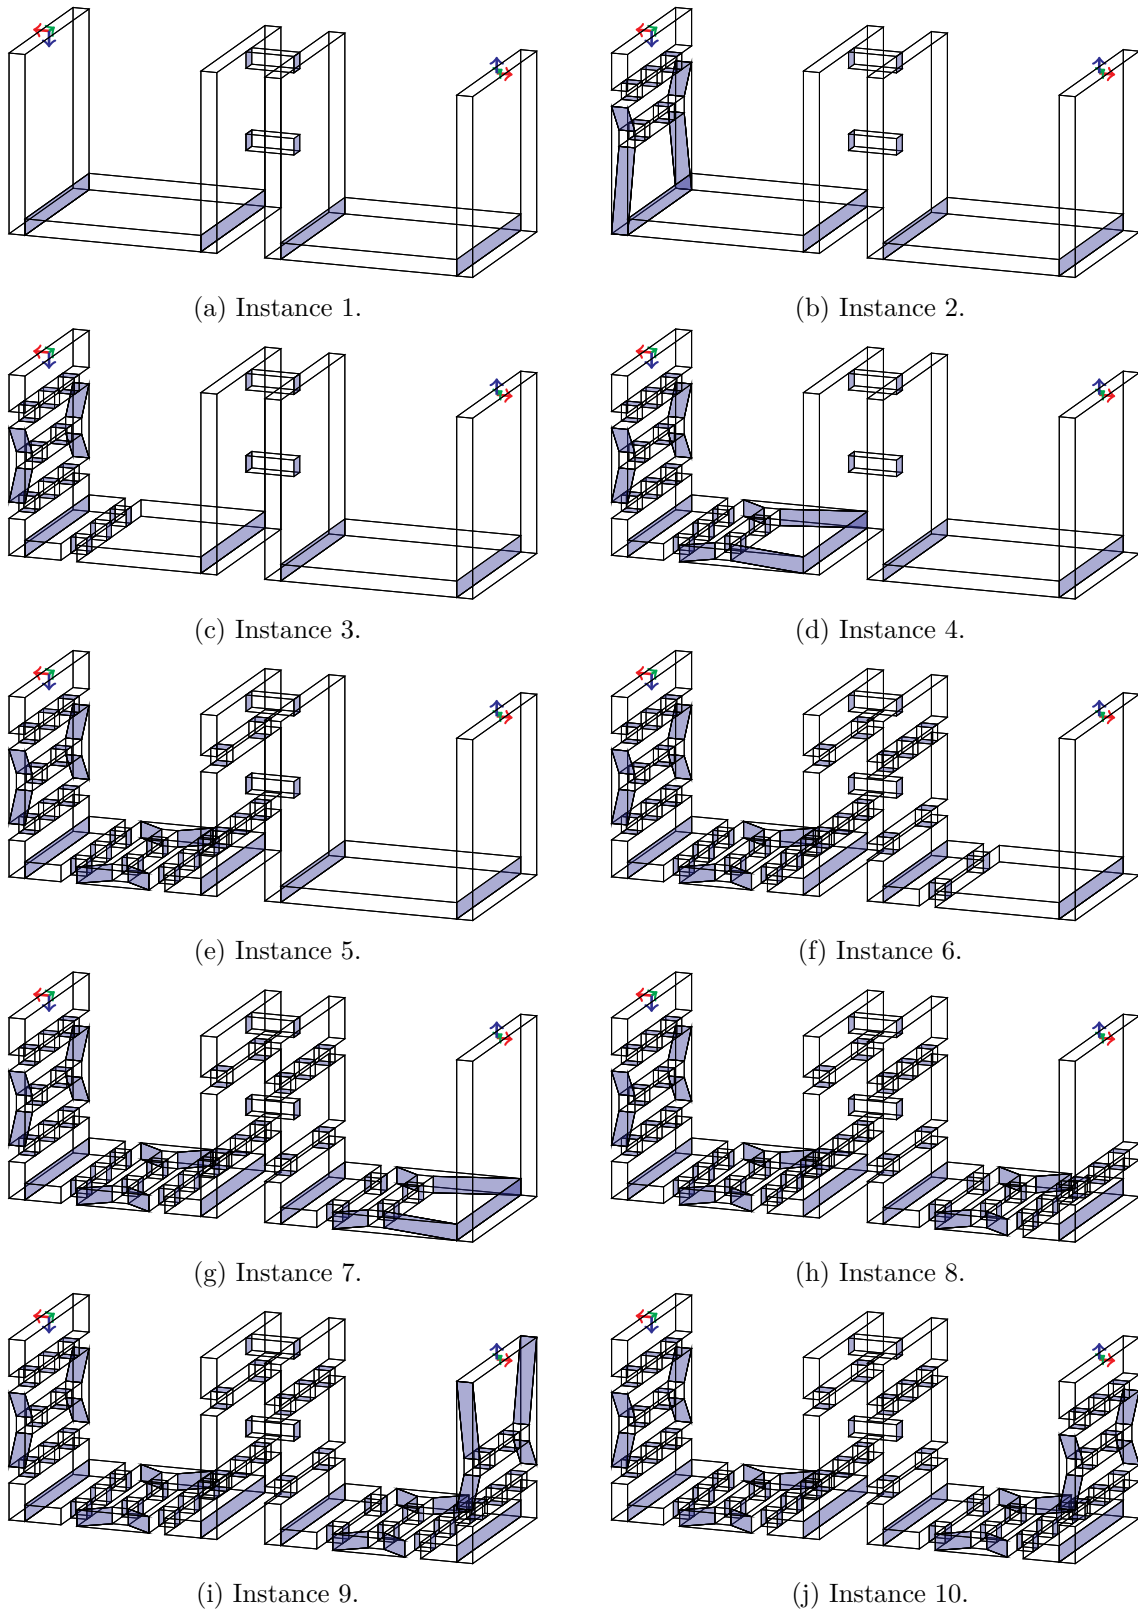 (a) Instance 1.
(b) Instance 2.
(c) Instance 3.
(d) Instance 4.
(e) Instance 5.
(f) Instance 6.
(g) Instance 7.
(h) Instance 8.
(i) Instance 9.
(j) Instance 10.